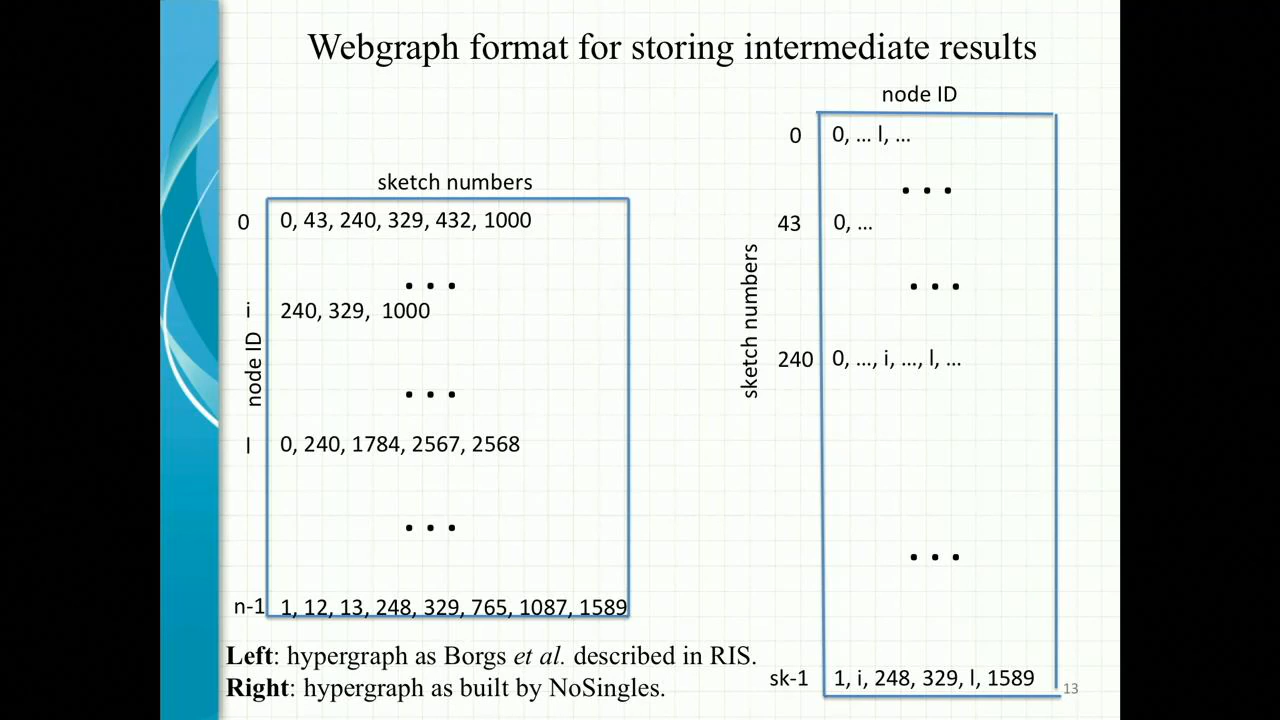 Webgraph format for storing intermediate results
sketch numbers
0 0, 43, 240, 329, 432, 1000
• • •
i 240, 329, 1000
node ID
• • •
l 0, 240, 1784, 2567, 2568
• • •
n-1 1, 12, 13, 248, 329, 765, 1087, 1589
node ID
0 0, ... l, ...
• • •
43 0, ...
sketch numbers
• • •
240 0, ..., i, ..., l, ...
• • •
sk-1 1, i, 248, 329, l, 1589
Left: hypergraph as Borgs et al. described in RIS.
Right: hypergraph as built by NoSingles.
13